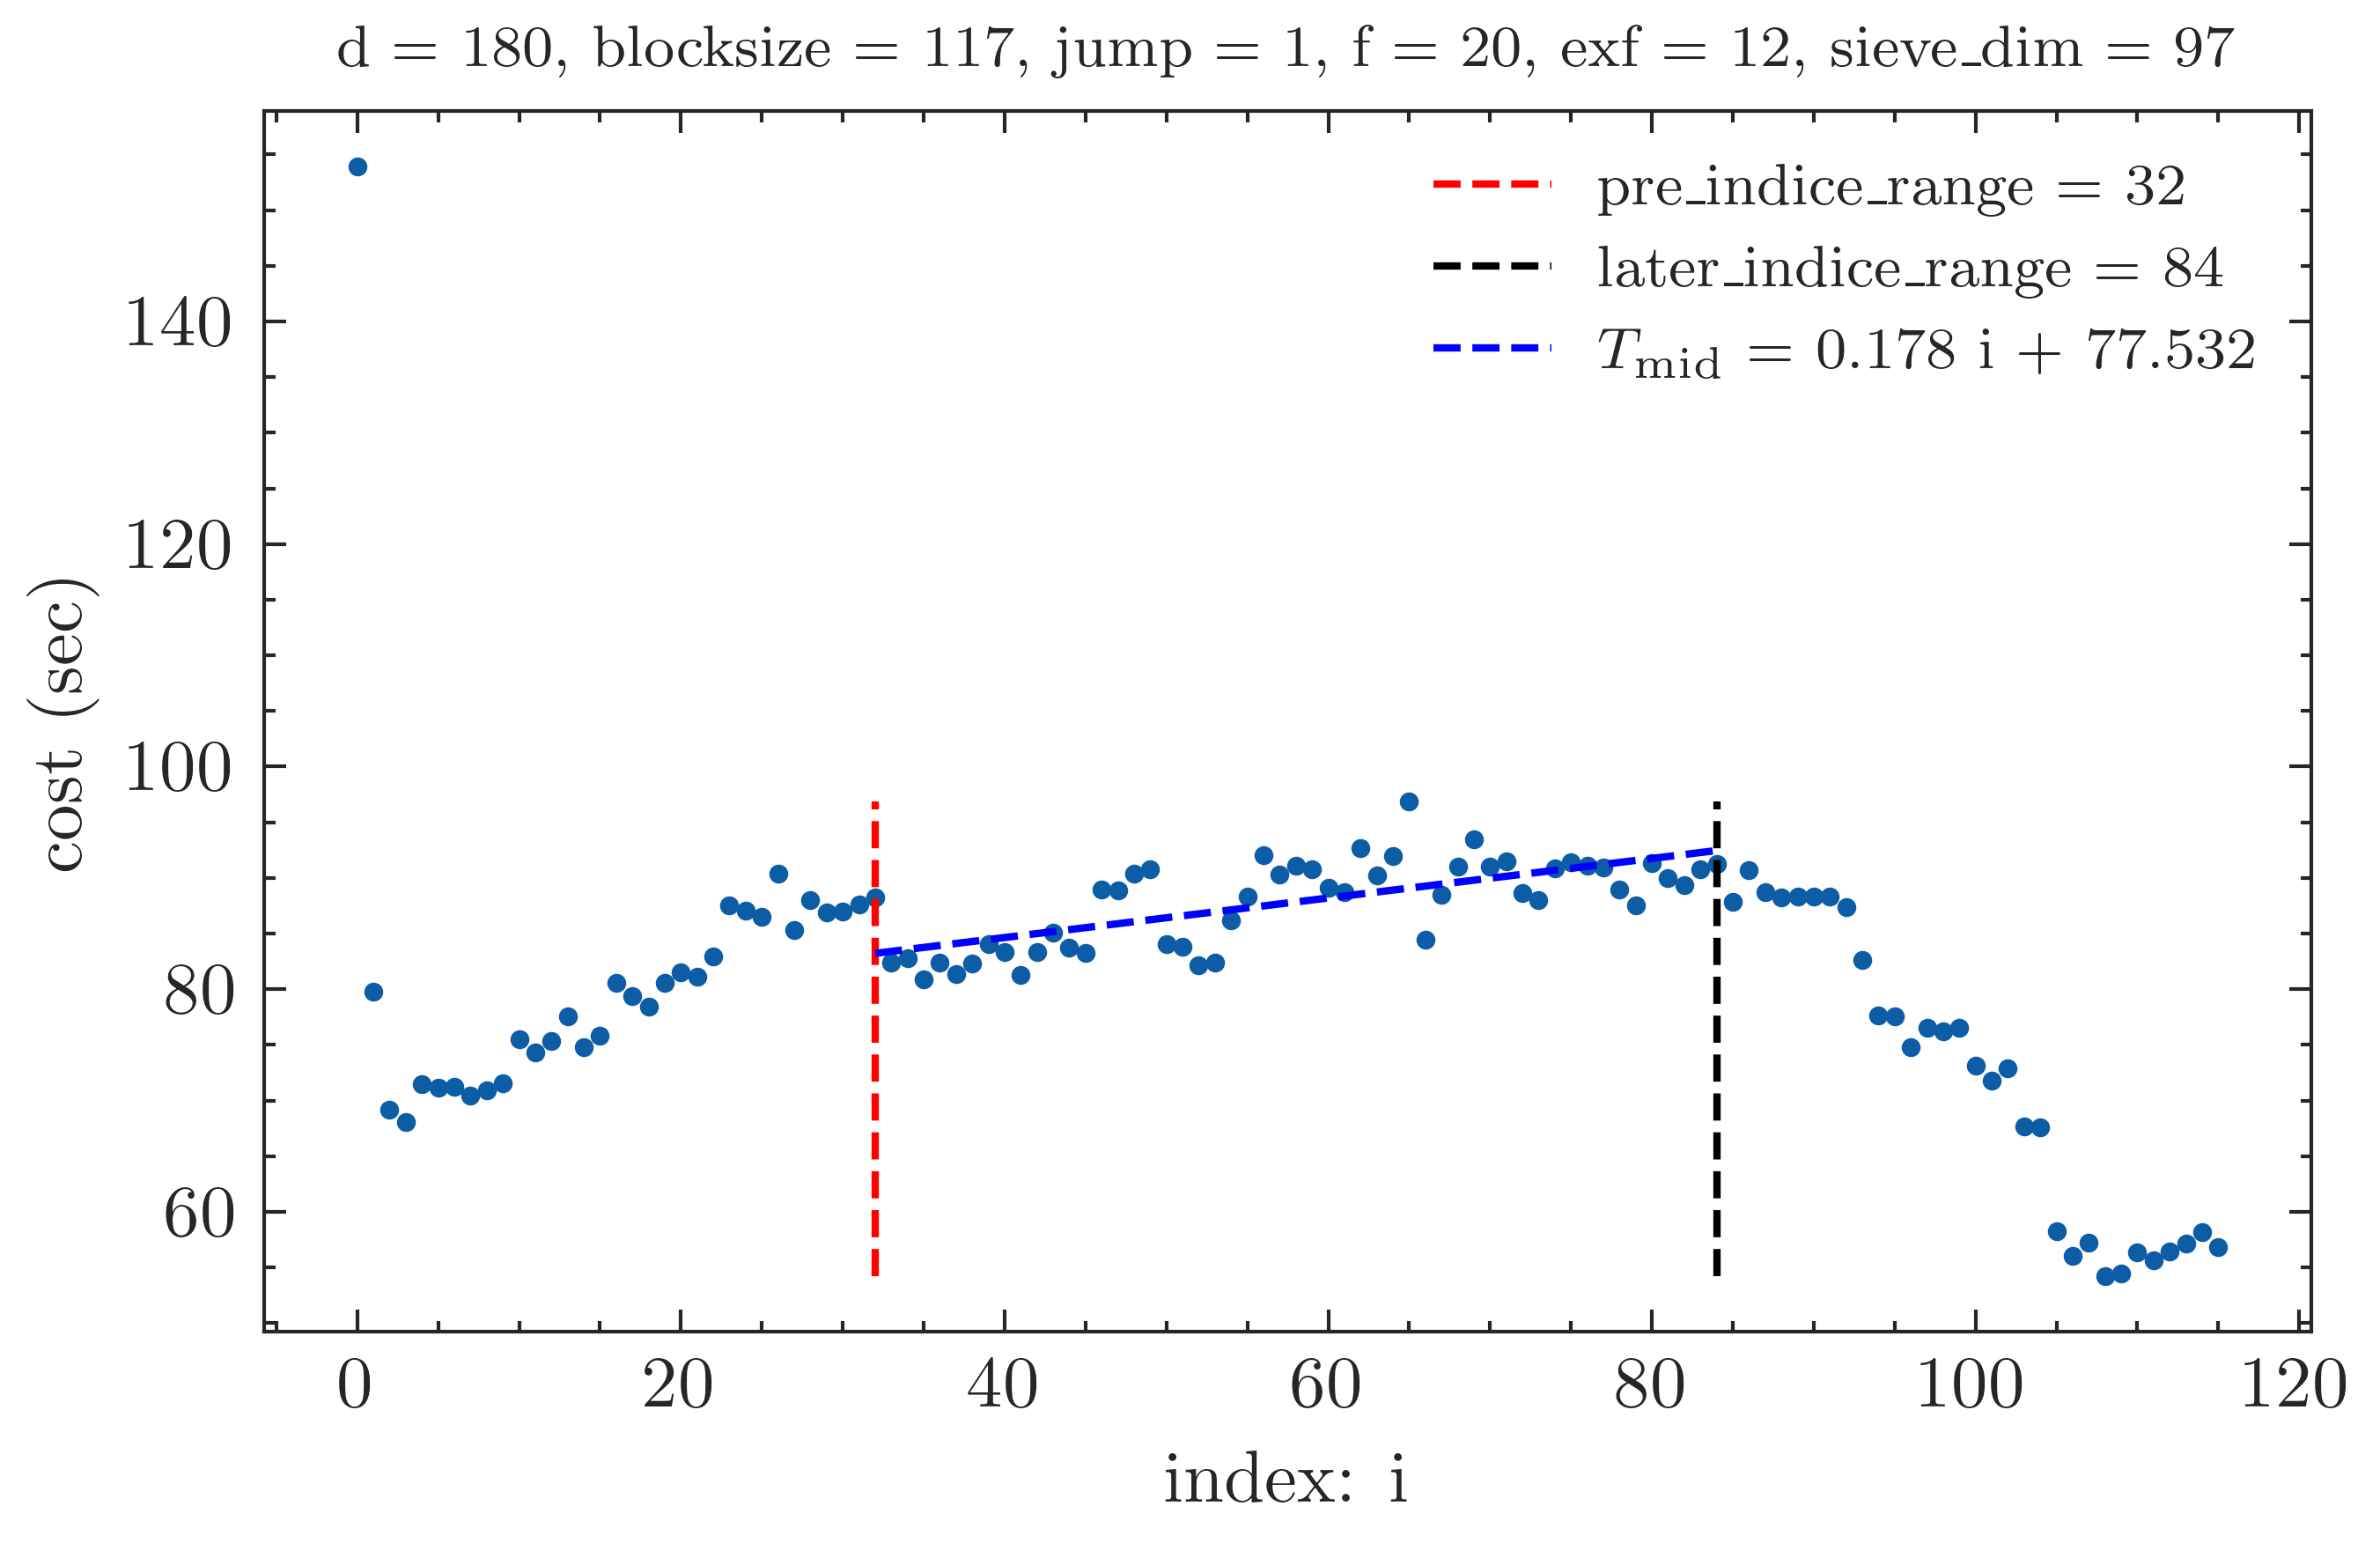 d = 180, blocksize = 117, jump = 1, f = 20, exf = 12, sieve_dim = 97
pre_indice_range = 32
later_indice_range = 84
T_mid = 0.178 i + 77.532
cost (sec)
140
120
100
80
60
0 20 40 60 80 100 120
index: i